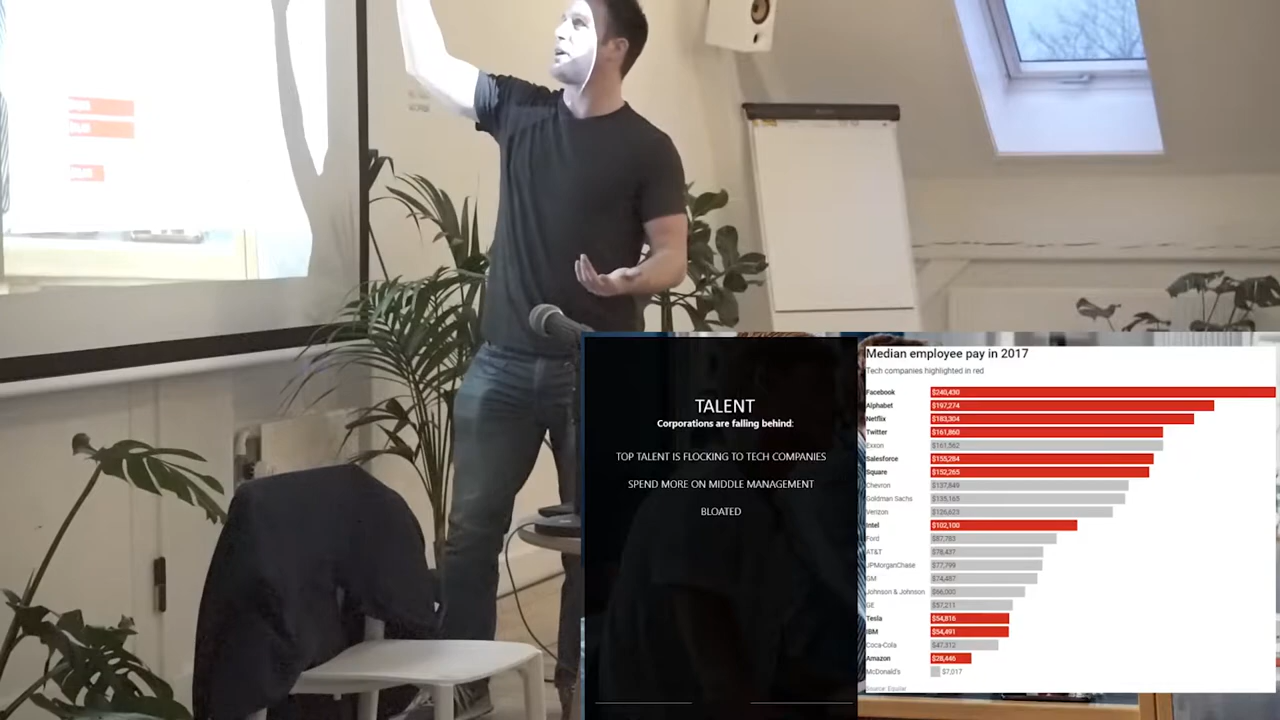 TALENT
Corporations are falling behind:
TOP TALENT IS FLOCKING TO TECH COMPANIES
SPEND MORE ON MIDDLE MANAGEMENT
BLOATED
Median employee pay in 2017
Tech companies highlighted in red
Facebook $240,430
Alphabet $197,274
Netflix $183,304
Twitter $161,860
Exxon $161,562
Salesforce $155,284
Square $152,265
Chevron $137,849
Goldman Sachs $135,165
Verizon $126,623
Intel $102,100
Ford $87,783
AT&T $78,437
JPMorganChase $77,799
GM $74,487
Johnson & Johnson $66,000
GE $57,211
Tesla $54,816
IBM $54,491
Coca-Cola $47,312
Amazon $28,446
McDonald's $7,017
Source: Equilar